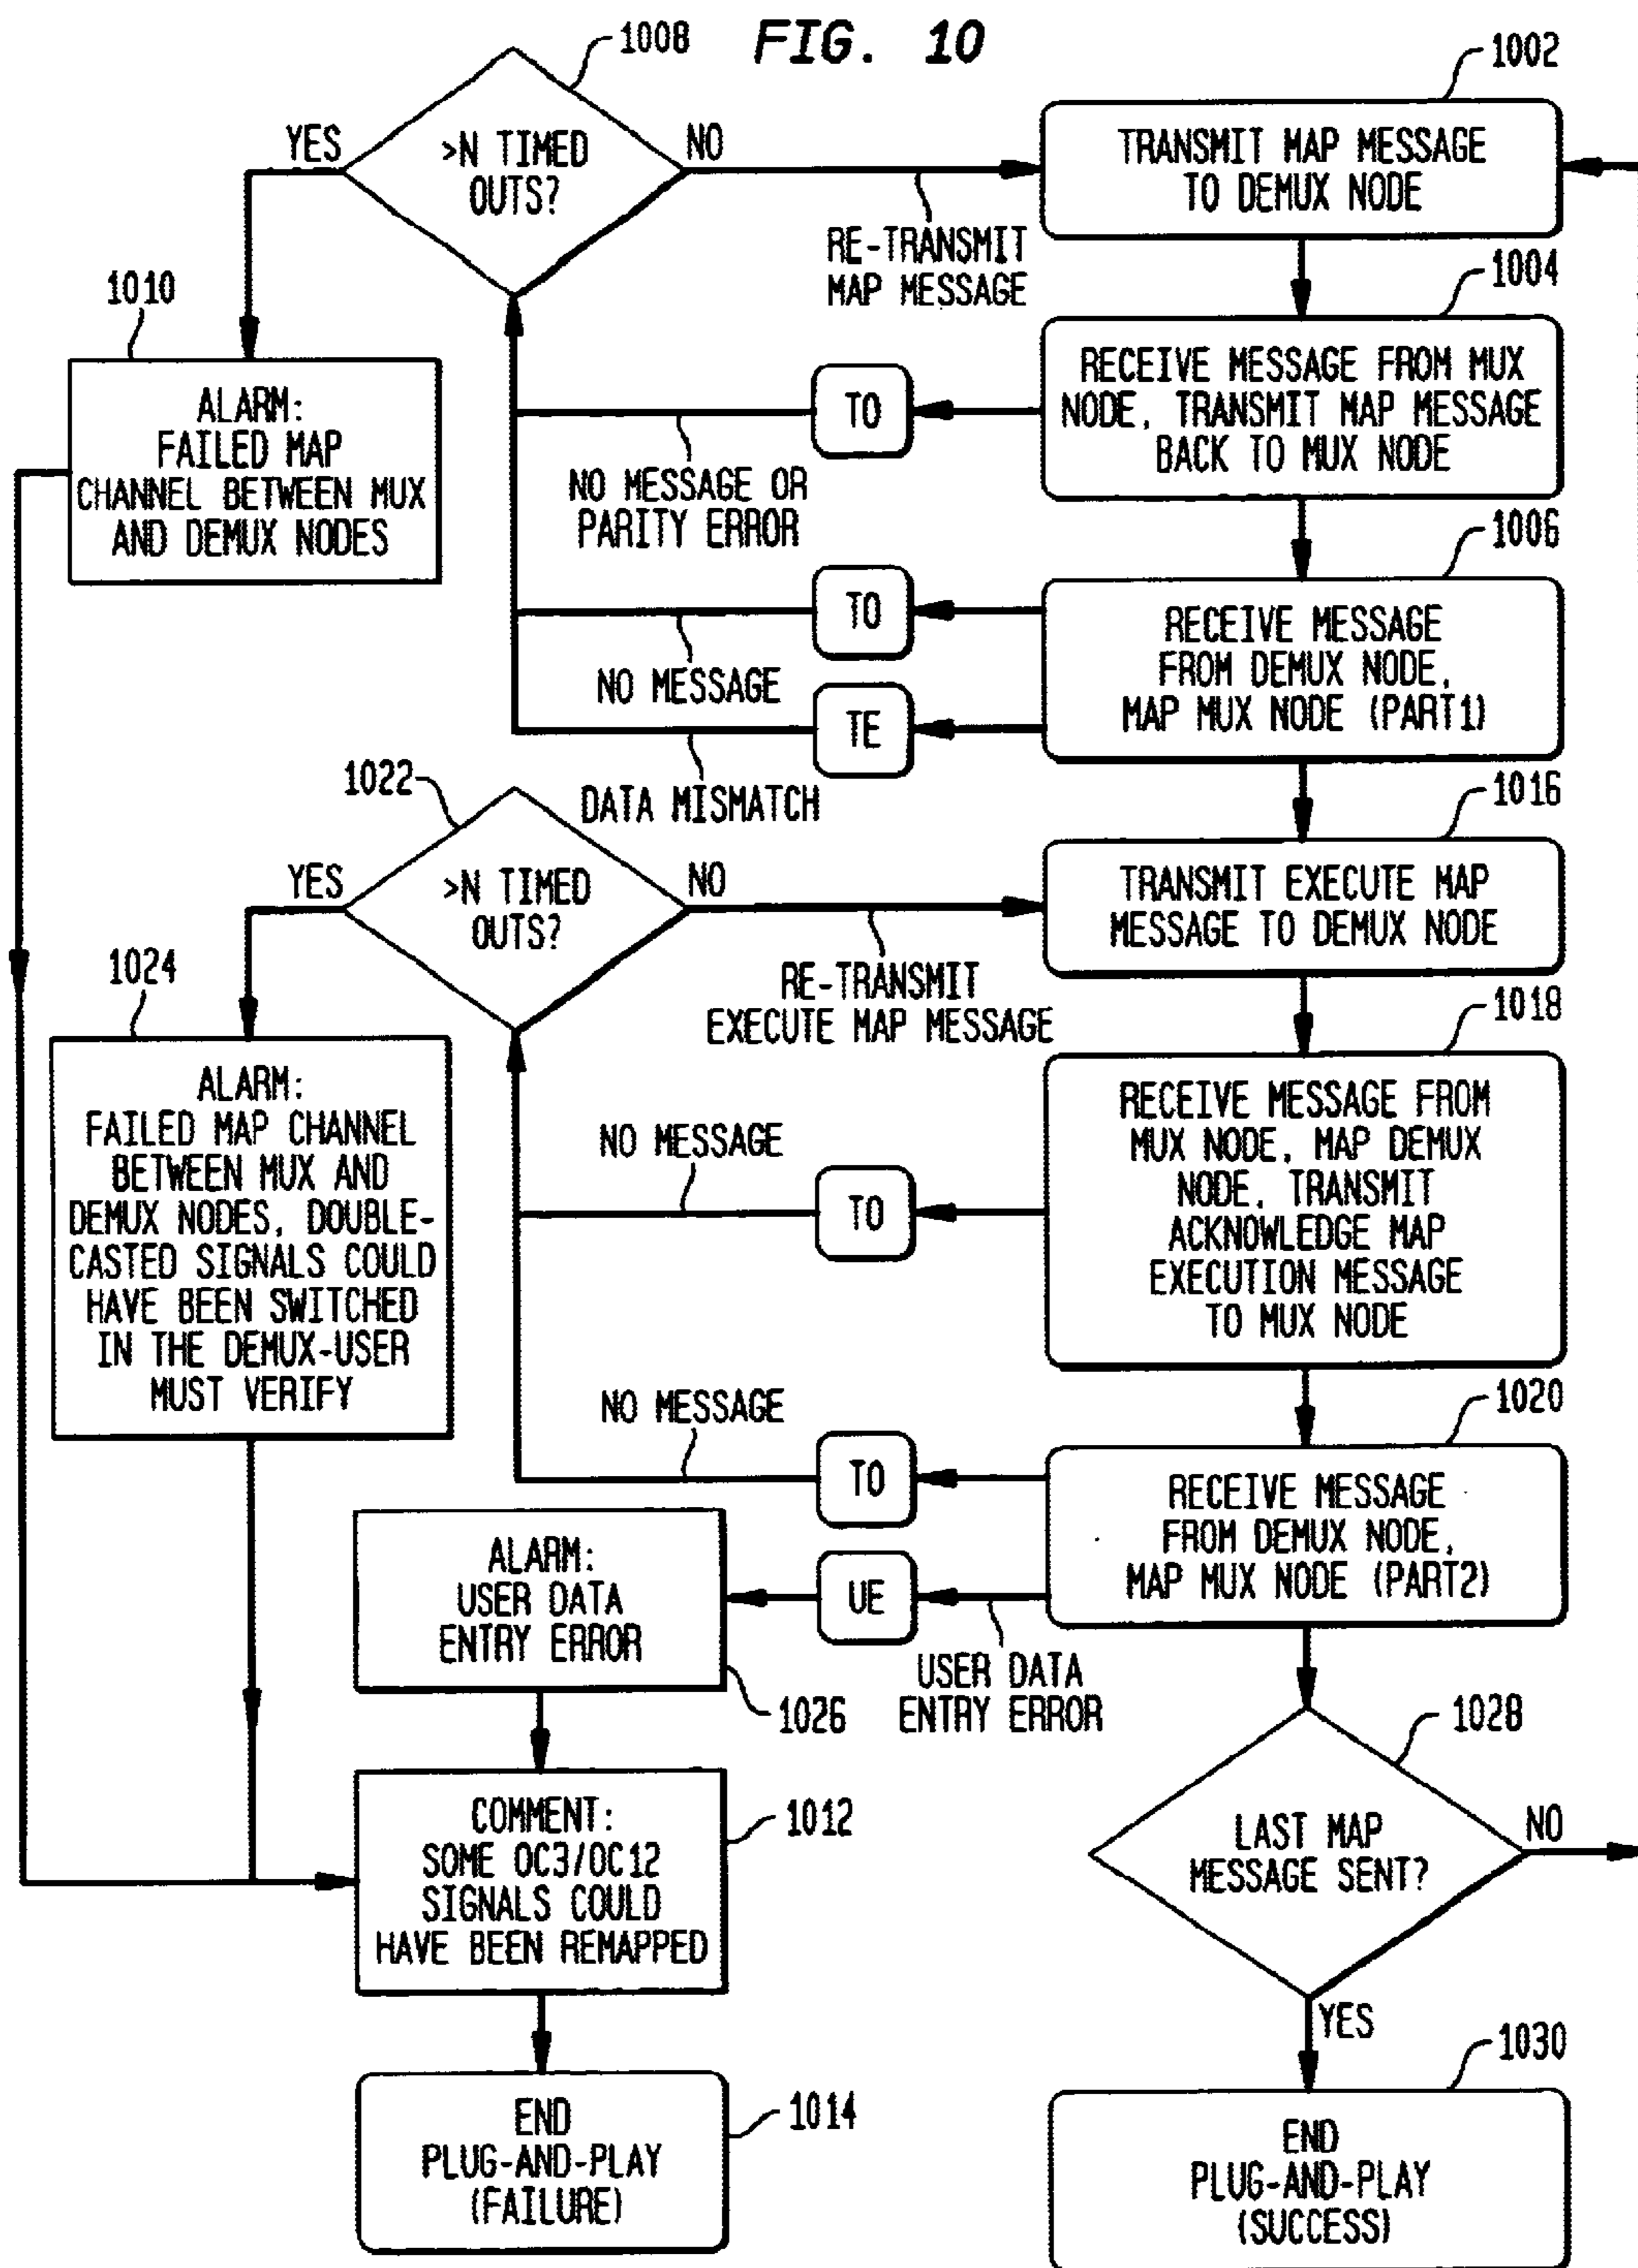 FIG. 10
1008
>N TIMED
OUTS?
YES
NO
RE-TRANSMIT
MAP MESSAGE
1002
TRANSMIT MAP MESSAGE
TO DEMUX NODE
1010
ALARM:
FAILED MAP
CHANNEL BETWEEN MUX
AND DEMUX NODES
1004
RECEIVE MESSAGE FROM MUX
NODE, TRANSMIT MAP MESSAGE
BACK TO MUX NODE
TO
NO MESSAGE OR
PARITY ERROR
1006
RECEIVE MESSAGE
FROM DEMUX NODE,
MAP MUX NODE (PART1)
TO
NO MESSAGE
TE
DATA MISMATCH
1022
>N TIMED
OUTS?
YES
NO
RE-TRANSMIT
EXECUTE MAP MESSAGE
1016
TRANSMIT EXECUTE MAP
MESSAGE TO DEMUX NODE
1024
ALARM:
FAILED MAP CHANNEL
BETWEEN MUX AND
DEMUX NODES, DOUBLE-
CASTED SIGNALS COULD
HAVE BEEN SWITCHED
IN THE DEMUX-USER
MUST VERIFY
1018
RECEIVE MESSAGE FROM
MUX NODE, MAP DEMUX
NODE, TRANSMIT
ACKNOWLEDGE MAP
EXECUTION MESSAGE
TO MUX NODE
NO MESSAGE
TO
1020
RECEIVE MESSAGE
FROM DEMUX NODE,
MAP MUX NODE (PART2)
NO MESSAGE
TO
UE
USER DATA
ENTRY ERROR
ALARM:
USER DATA
ENTRY ERROR
1026
COMMENT:
SOME OC3/OC12
SIGNALS COULD
HAVE BEEN REMAPPED
1012
1028
LAST MAP
MESSAGE SENT?
NO
YES
END
PLUG-AND-PLAY
(FAILURE)
1014
1030
END
PLUG-AND-PLAY
(SUCCESS)